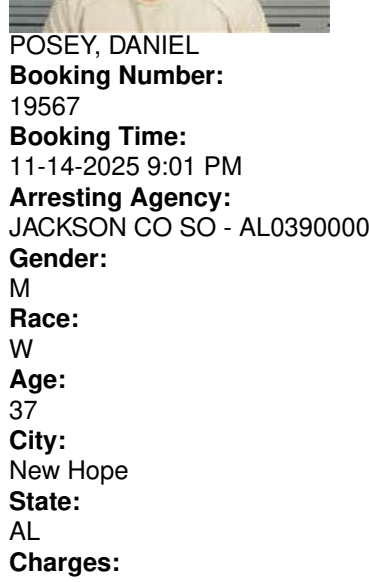 POSEY, DANIEL
Booking Number:
19567
Booking Time:
11-14-2025 9:01 PM
Arresting Agency:
JACKSON CO SO - AL0390000
Gender:
M
Race:
W
Age:
37
City:
New Hope
State:
AL
Charges: